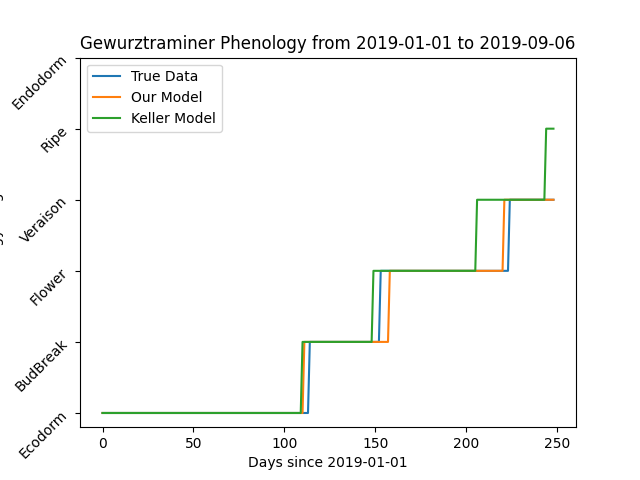 Gewurztraminer Phenology from 2019-01-01 to 2019-09-06
True Data
Our Model
Keller Model
Endodorm
Ripe
Veraison
Flower
BudBreak
Ecodorm
0 50 100 150 200 250
Days since 2019-01-01